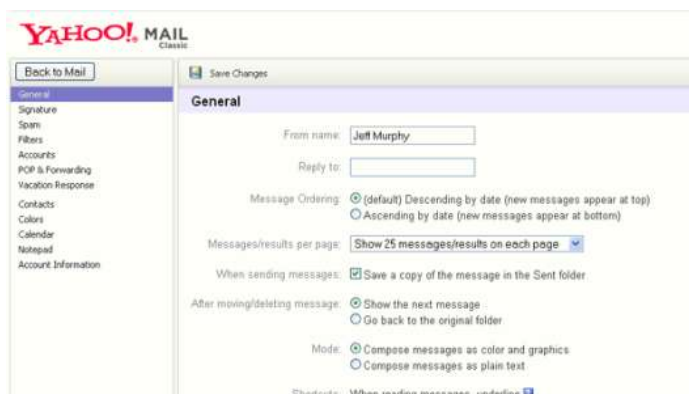 YAHOO! MAIL
Classic
Back to Mail
General
Signature
Spam
Filters
Accounts
POP & Forwarding
Vacation Response
Contacts
Colors
Calendar
Notepad
Account Information
Save Changes
General
From name: Jeff Murphy
Reply to:
Message Ordering: (default) Descending by date (new messages appear at top)
Ascending by date (new messages appear at bottom)
Messages/results per page: Show 25 messages/results on each page
When sending messages: Save a copy of the message in the Sent folder
After moving/deleting message: Show the next message
Go back to the original folder
Mode: Compose messages as color and graphics
Compose messages as plain text
Shortcuts: When reading messages, underline